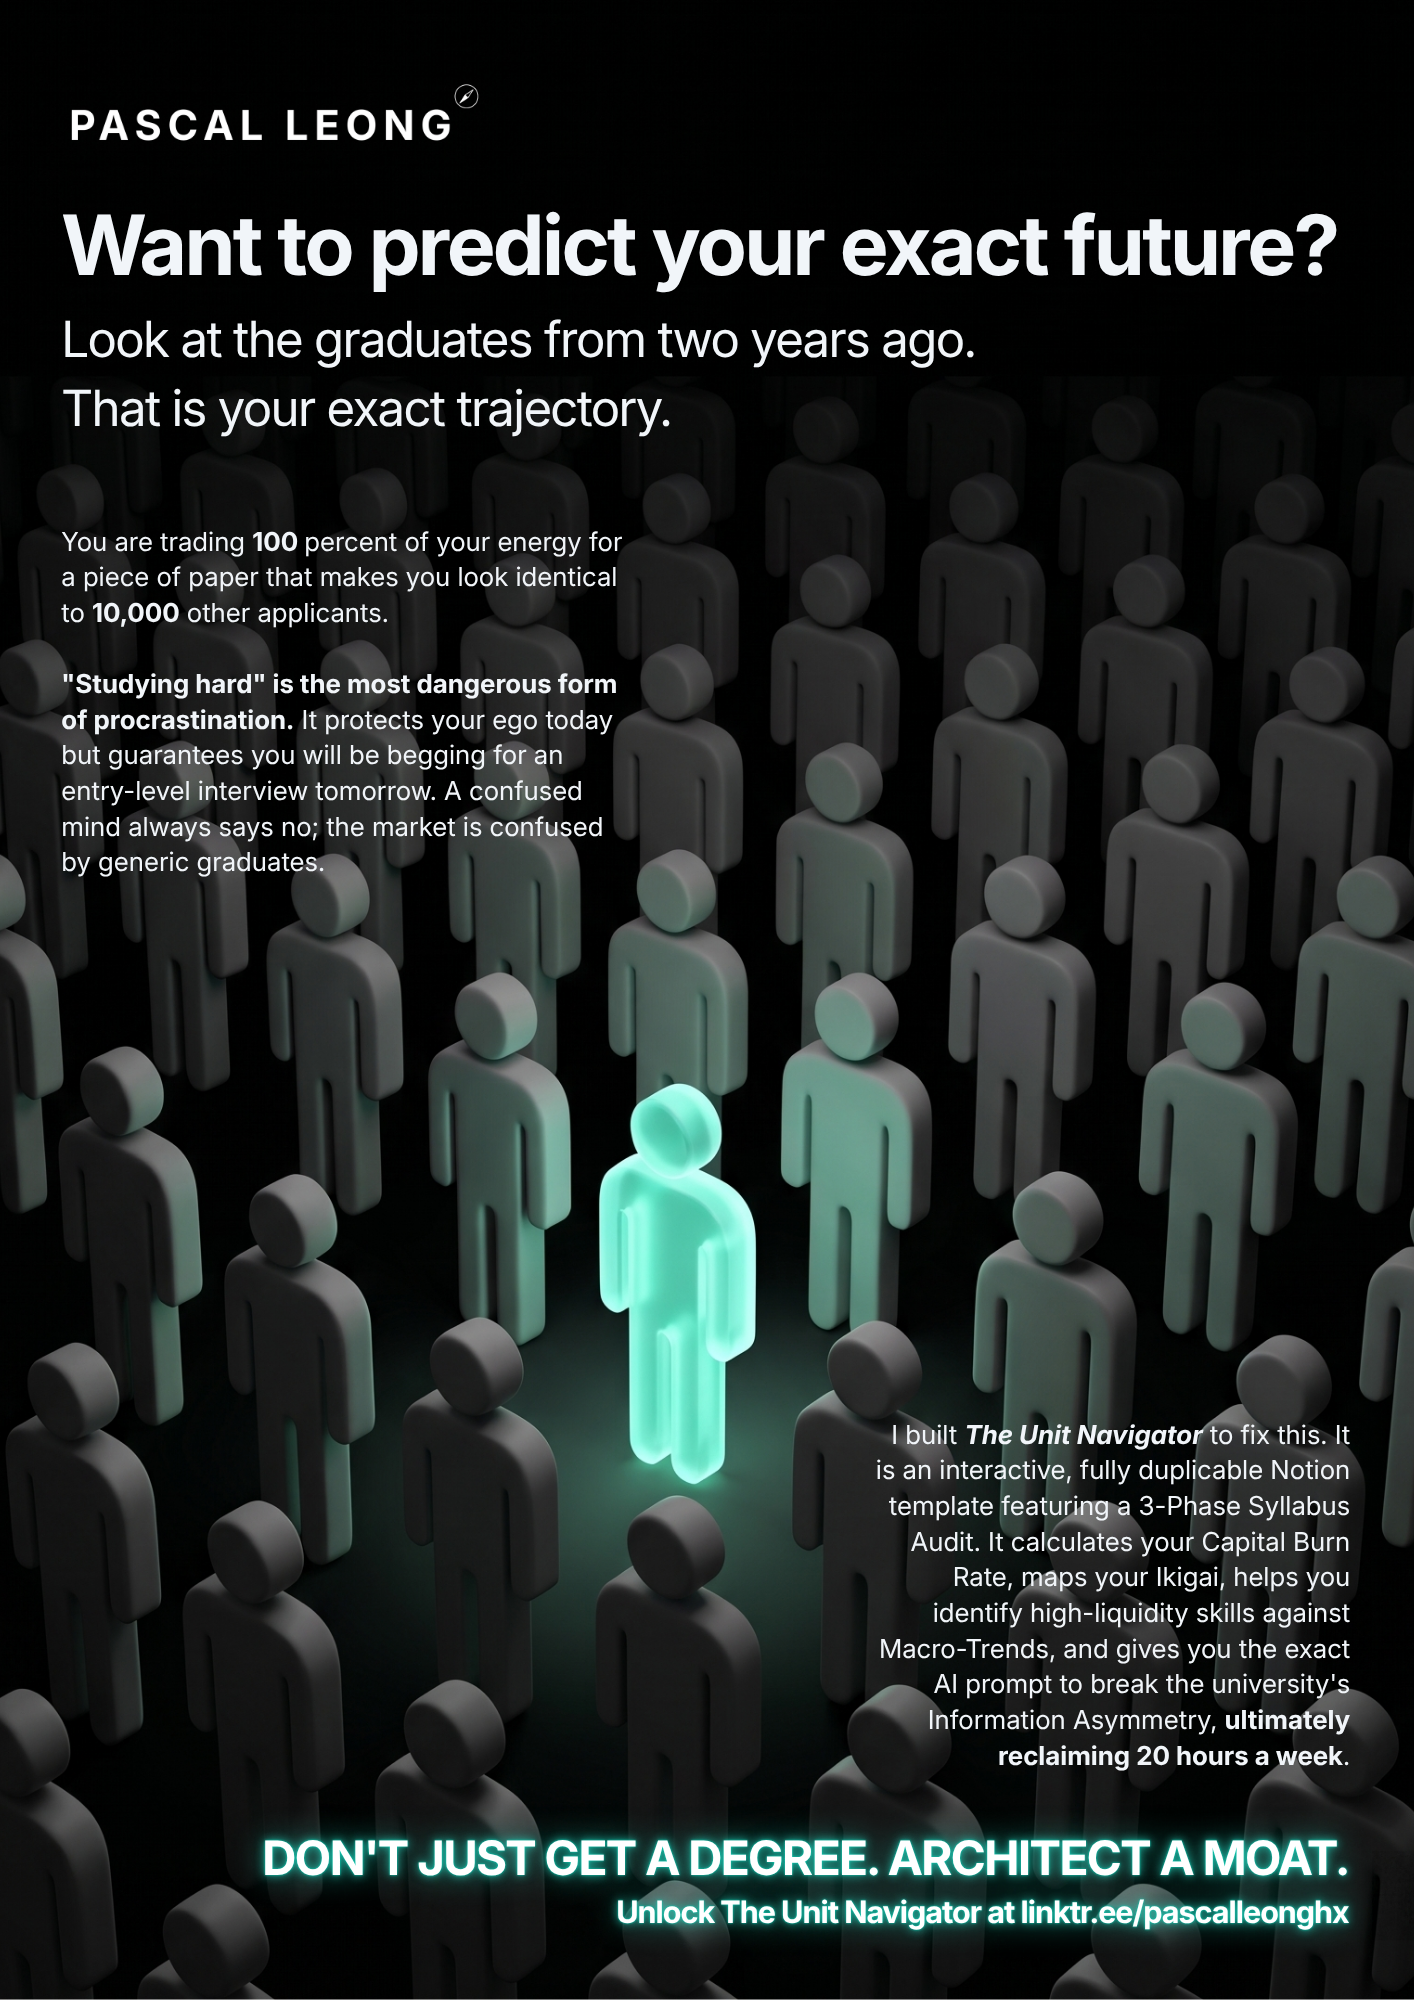 PASCAL LEONG
Want to predict your exact future?
Look at the graduates from two years ago.
That is your exact trajectory.
You are trading 100 percent of your energy for
a piece of paper that makes you look identical
to 10,000 other applicants.
"Studying hard" is the most dangerous form
of procrastination. It protects your ego today
but guarantees you will be begging for an
entry-level interview tomorrow. A confused
mind always says no; the market is confused
by generic graduates.
I built The Unit Navigator to fix this. It
is an interactive, fully duplicable Notion
template featuring a 3-Phase Syllabus
Audit. It calculates your Capital Burn
Rate, maps your Ikigai, helps you
identify high-liquidity skills against
Macro-Trends, and gives you the exact
AI prompt to break the university's
Information Asymmetry, ultimately
reclaiming 20 hours a week.
DON'T JUST GET A DEGREE. ARCHITECT A MOAT.
Unlock The Unit Navigator at linktr.ee/pascalleonghx